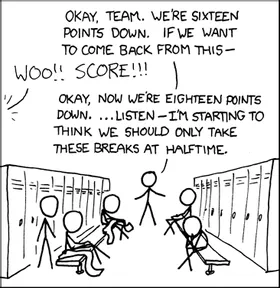 OKAY, TEAM. WE'RE SIXTEEN
POINTS DOWN. IF WE WANT
TO COME BACK FROM THIS—
WOO!! SCORE!!!
OKAY, NOW WE'RE EIGHTEEN POINTS
DOWN. ...LISTEN—I'M STARTING TO
THINK WE SHOULD ONLY TAKE
THESE BREAKS AT HALFTIME.